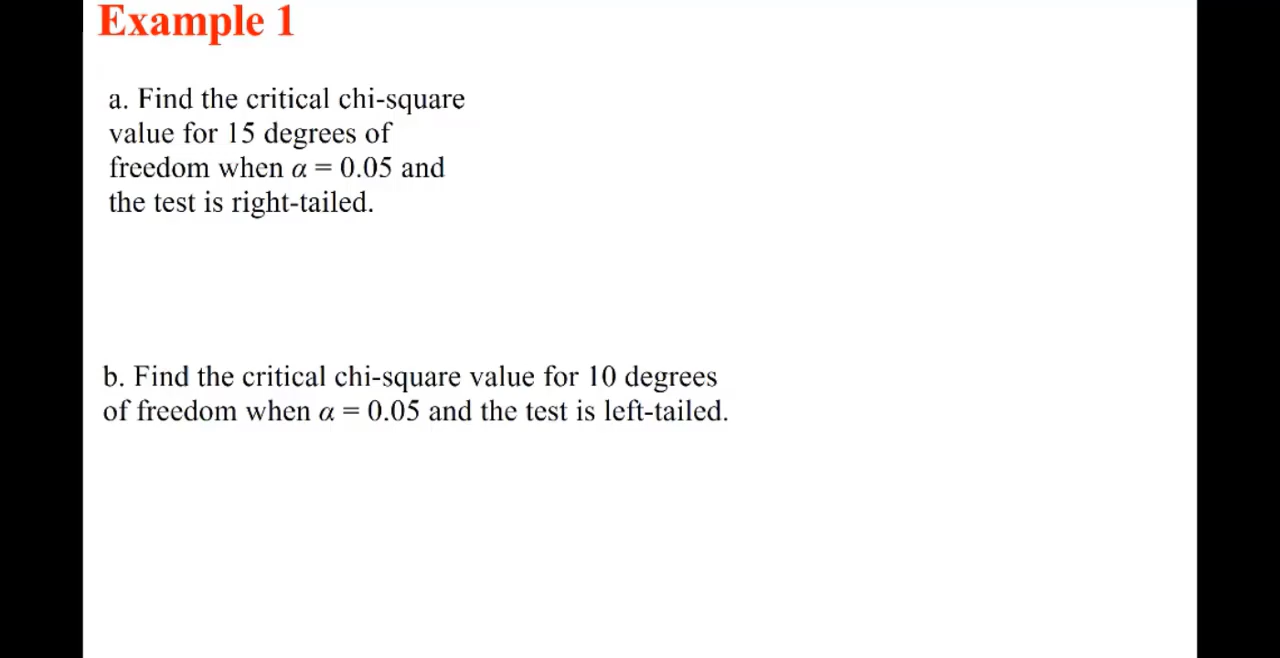 Example 1
a. Find the critical chi-square
value for 15 degrees of
freedom when α = 0.05 and
the test is right-tailed.
b. Find the critical chi-square value for 10 degrees
of freedom when α = 0.05 and the test is left-tailed.